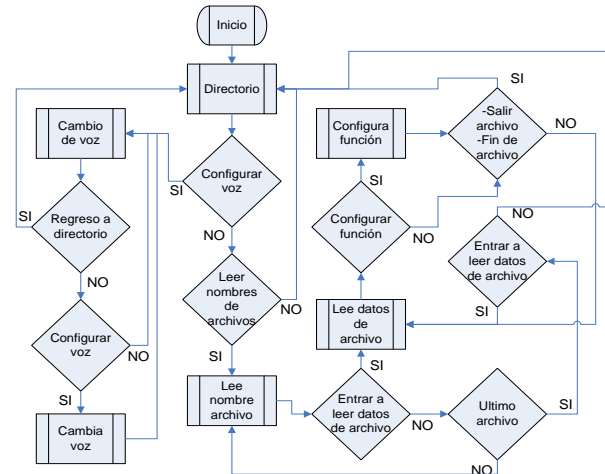 Inicio
Directorio
SI
Cambio
de voz
Configura
función
-Salir
archivo
-Fin de
archivo
NO
SI
Configurar
voz
SI
Regreso a
directorio
SI
NO
Configurar
función
NO
NO
Entrar a
leer datos
de archivo
SI
NO
Leer
nombres
de
archivos
NO
Lee datos
de
archivo
Configurar
voz
NO
SI
SI
SI
Lee
nombre
archivo
Entrar a
leer datos
de archivo
NO
Ultimo
archivo
SI
Cambia
voz
NO